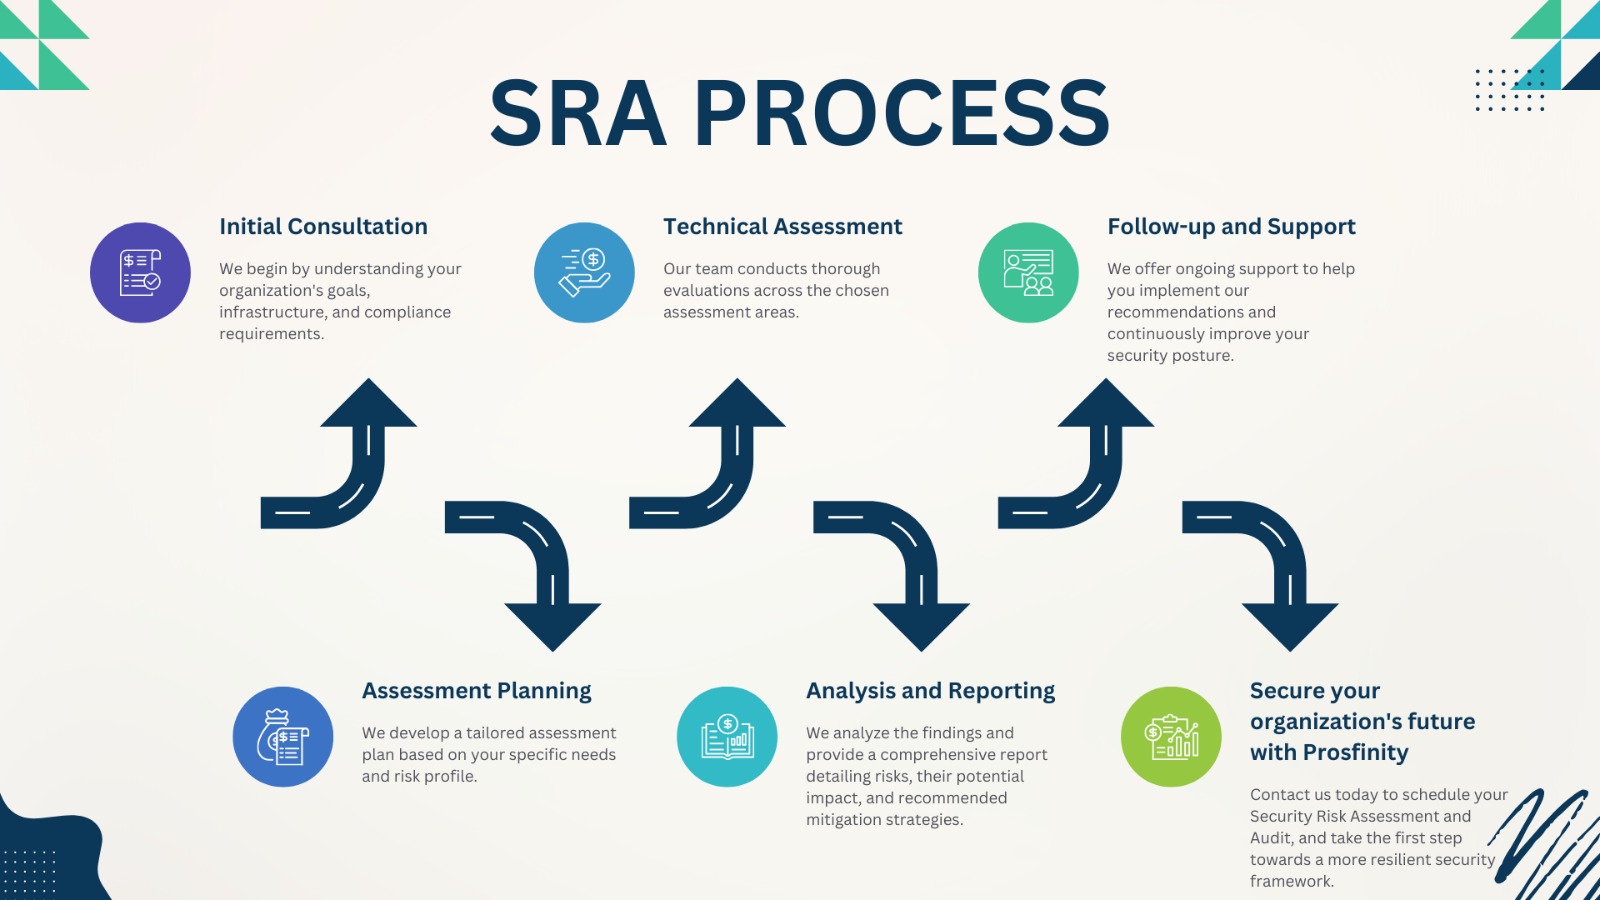 SRA PROCESS
Initial Consultation
We begin by understanding your
organization's goals,
infrastructure, and compliance
requirements.
Technical Assessment
Our team conducts thorough
evaluations across the chosen
assessment areas.
Follow-up and Support
We offer ongoing support to help
you implement our
recommendations and
continuously improve your
security posture.
Assessment Planning
We develop a tailored assessment
plan based on your specific needs
and risk profile.
Analysis and Reporting
We analyze the findings and
provide a comprehensive report
detailing risks, their potential
impact, and recommended
mitigation strategies.
Secure your
organization's future
with Prosfinity
Contact us today to schedule your
Security Risk Assessment and
Audit, and take the first step
towards a more resilient security
framework.